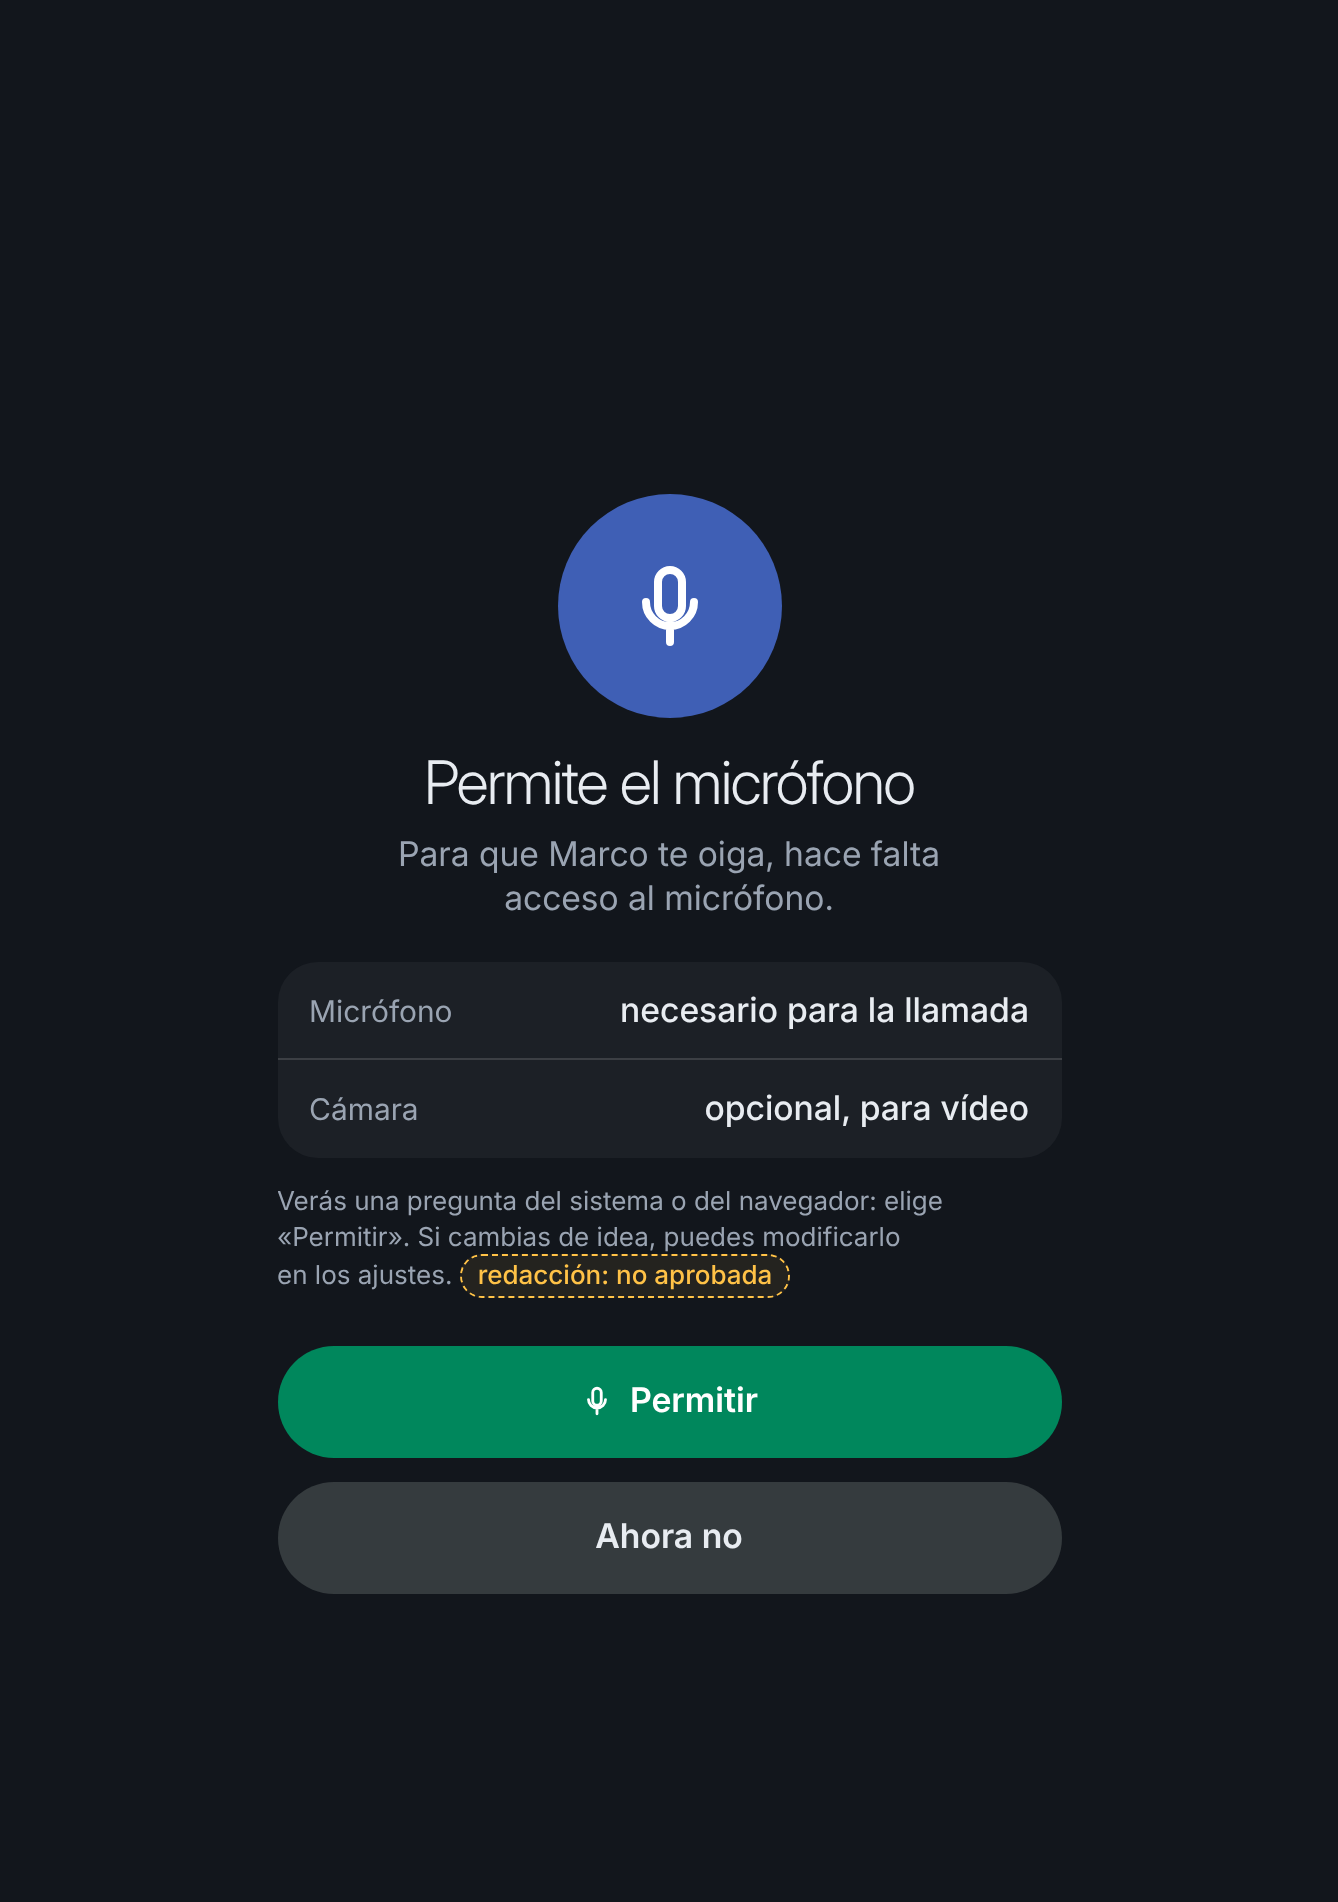 Permite el micrófono
Para que Marco te oiga, hace falta
acceso al micrófono.
Micrófono necesario para la llamada
Cámara opcional, para vídeo
Verás una pregunta del sistema o del navegador: elige
«Permitir». Si cambias de idea, puedes modificarlo
en los ajustes. redacción: no aprobada
Permitir
Ahora no